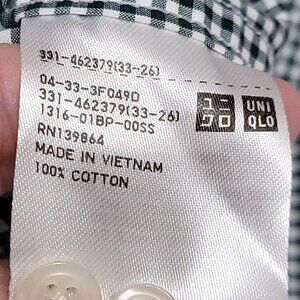 331-462379(33-26)
04-33-3F049D
331-462379(33-26)
1316-01BP-00SS
RN139864
MADE IN VIETNAM
100% COTTON
ユニ
クロ
UNI
QLO